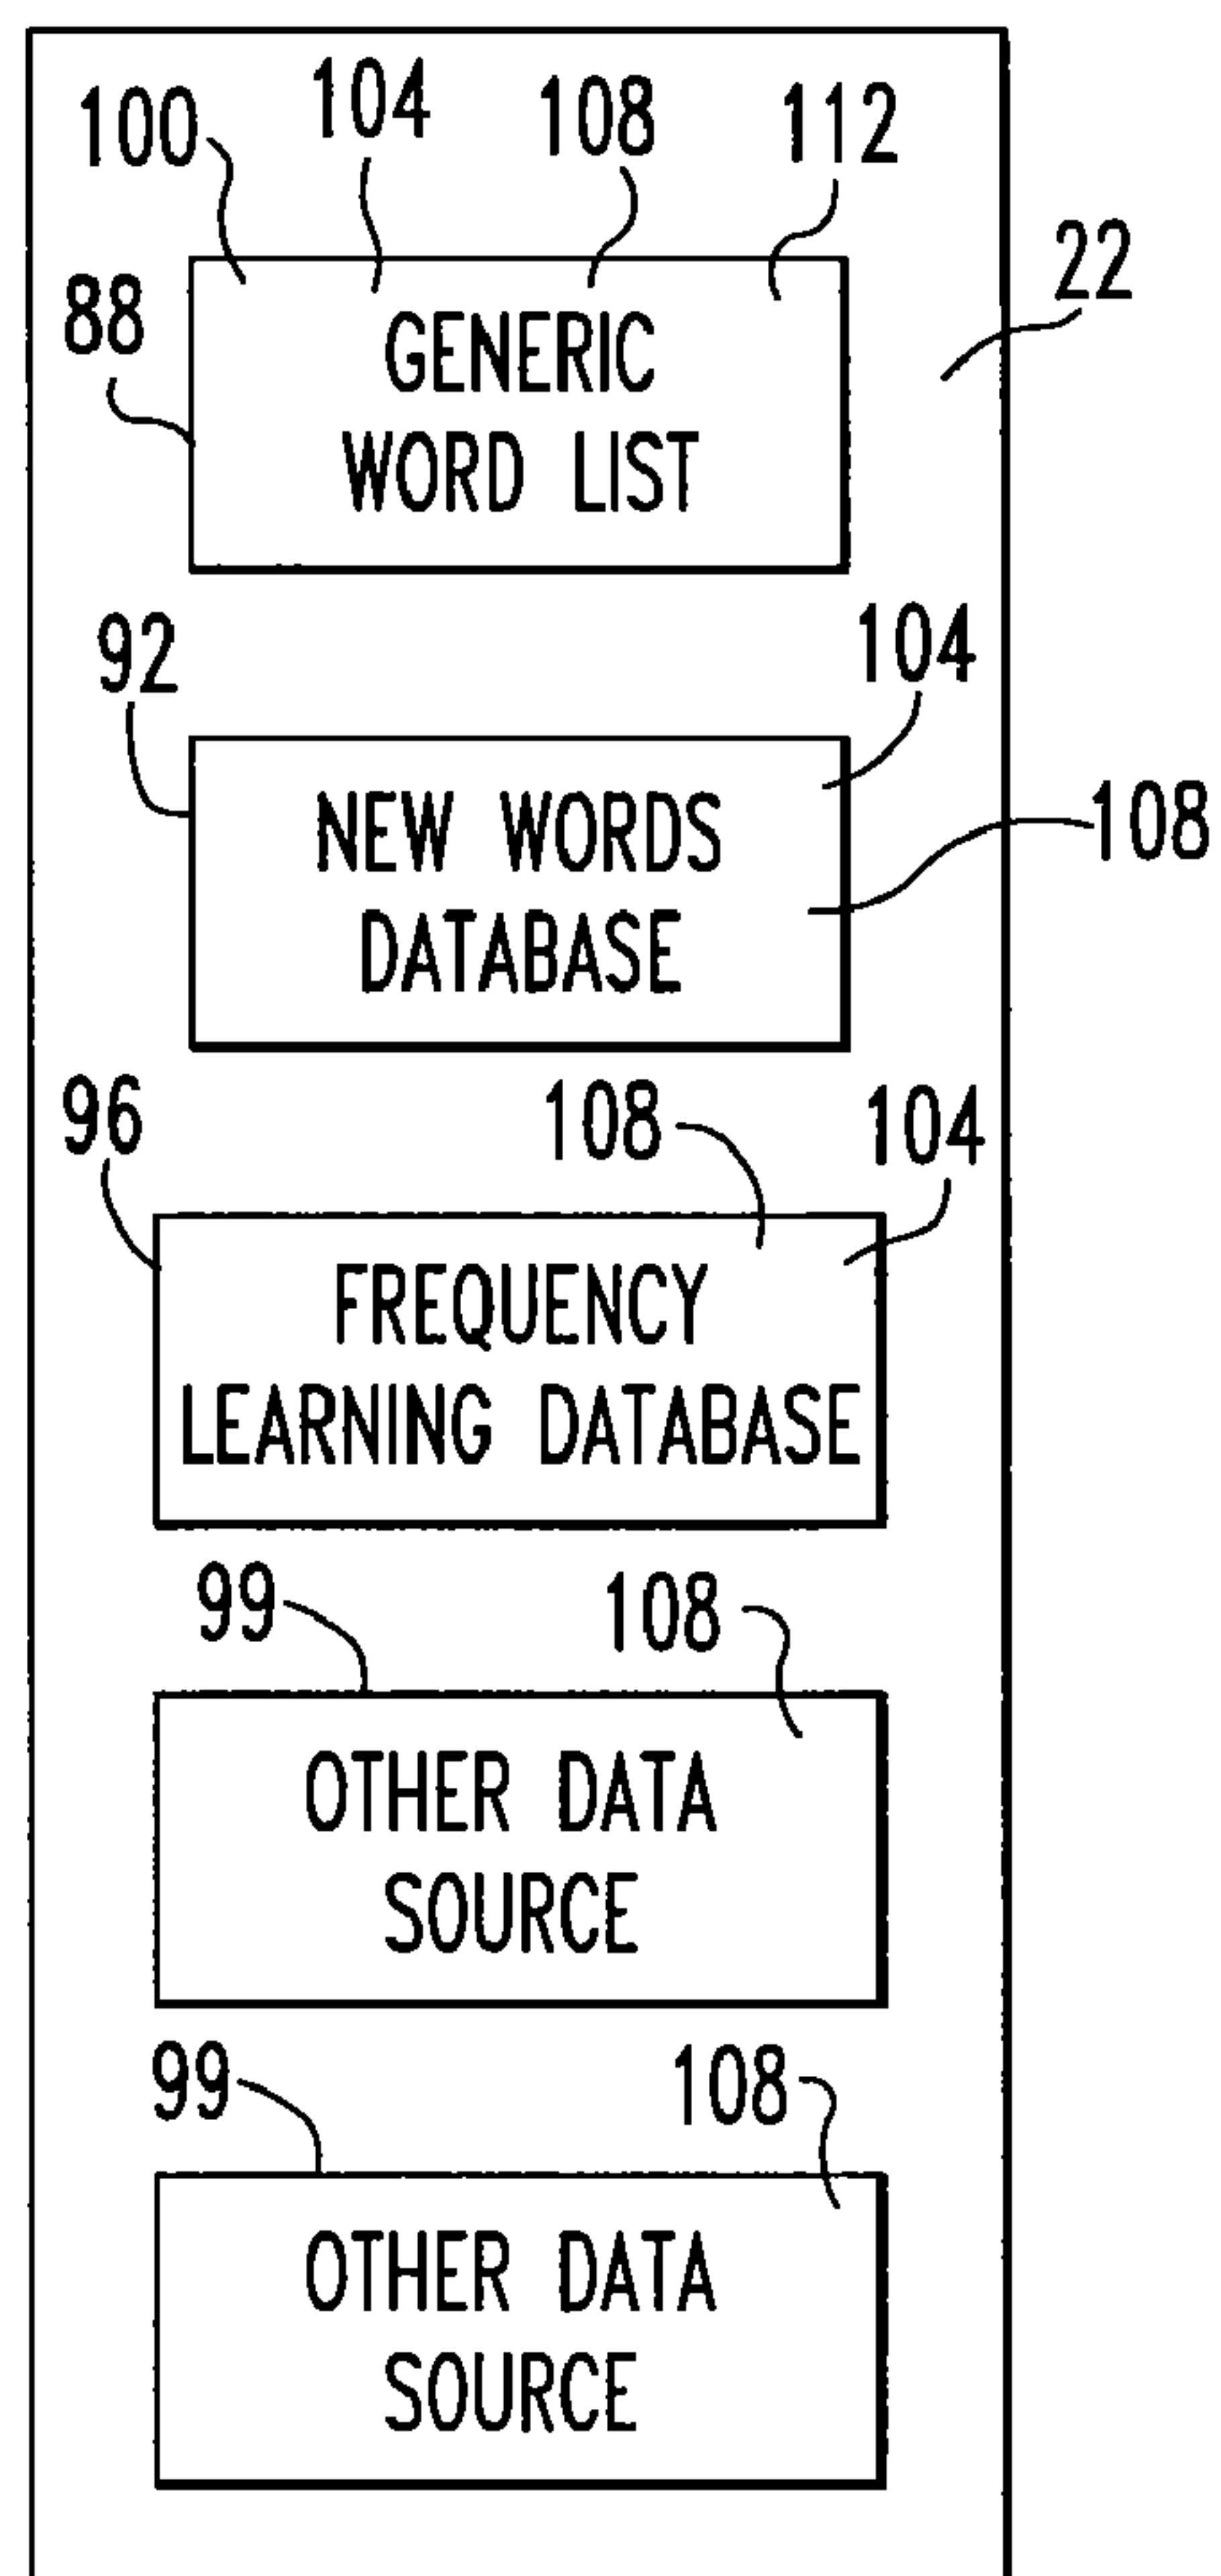 100 104 108 112
22
88
GENERIC
WORD LIST
92 104
108
NEW WORDS
DATABASE
96 108 104
FREQUENCY
LEARNING DATABASE
99 108
OTHER DATA
SOURCE
99 108
OTHER DATA
SOURCE